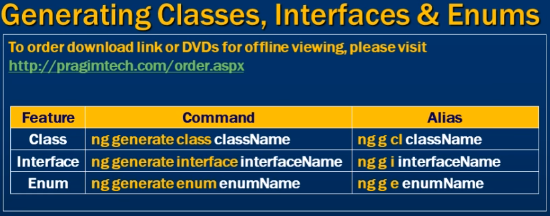 Generating Classes, Interfaces & Enums
To order download link or DVDs for offline viewing, please visit
http://pragimtech.com/order.aspx
Feature Command Alias
Class ng generate class className ng g cl className
Interface ng generate interface interfaceName ng g i interfaceName
Enum ng generate enum enumName ng g e enumName